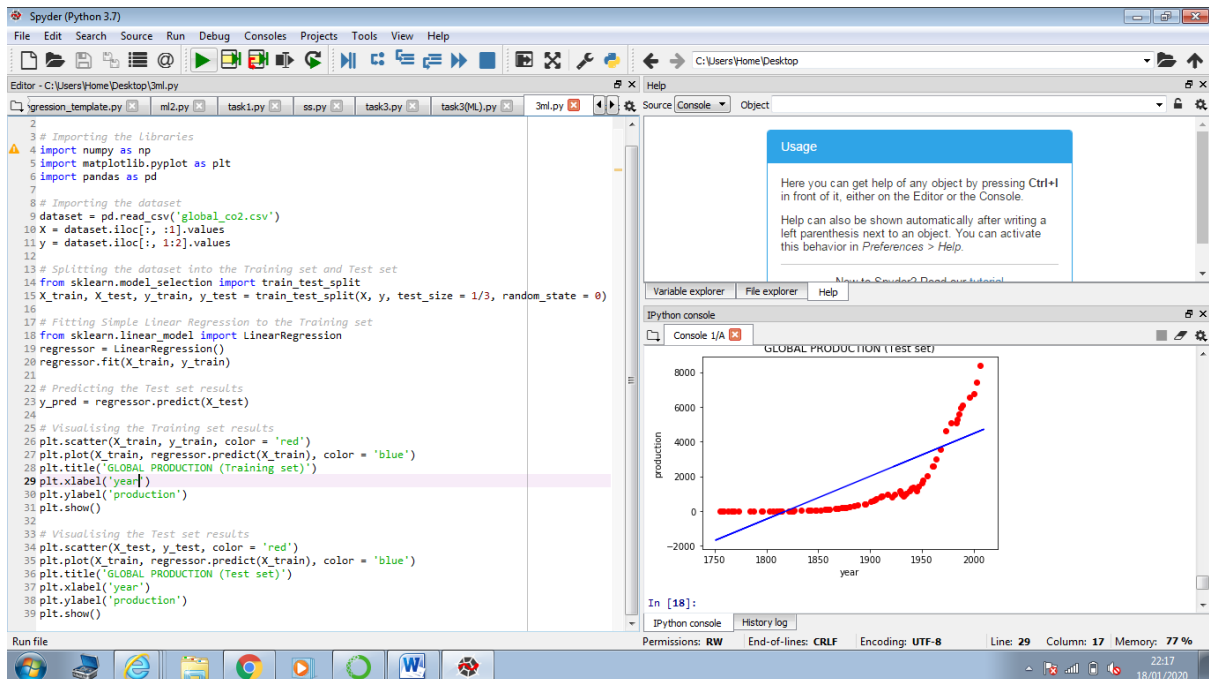 Spyder (Python 3.7)
File Edit Search Source Run Debug Consoles Projects Tools View Help
C:\Users\Home\Desktop
Editor - C:\Users\Home\Desktop\3ml.py
gression_template.py ml2.py task1.py ss.py task3.py task3(ML).py 3ml.py
2
3 # Importing the libraries
4 import numpy as np
5 import matplotlib.pyplot as plt
6 import pandas as pd
7
8 # Importing the dataset
9 dataset = pd.read_csv('global_co2.csv')
10 X = dataset.iloc[:, :1].values
11 y = dataset.iloc[:, 1:2].values
12
13 # Splitting the dataset into the Training set and Test set
14 from sklearn.model_selection import train_test_split
15 X_train, X_test, y_train, y_test = train_test_split(X, y, test_size = 1/3, random_state = 0)
16
17 # Fitting Simple Linear Regression to the Training set
18 from sklearn.linear_model import LinearRegression
19 regressor = LinearRegression()
20 regressor.fit(X_train, y_train)
21
22 # Predicting the Test set results
23 y_pred = regressor.predict(X_test)
24
25 # Visualising the Training set results
26 plt.scatter(X_train, y_train, color = 'red')
27 plt.plot(X_train, regressor.predict(X_train), color = 'blue')
28 plt.title('GLOBAL PRODUCTION (Training set)')
29 plt.xlabel('year')
30 plt.ylabel('production')
31 plt.show()
32
33 # Visualising the Test set results
34 plt.scatter(X_test, y_test, color = 'red')
35 plt.plot(X_train, regressor.predict(X_train), color = 'blue')
36 plt.title('GLOBAL PRODUCTION (Test set)')
37 plt.xlabel('year')
38 plt.ylabel('production')
39 plt.show()
Help
Source Console Object
Usage
Here you can get help of any object by pressing Ctrl+I
in front of it, either on the Editor or the Console.
Help can also be shown automatically after writing a
left parenthesis next to an object. You can activate
this behavior in Preferences > Help.
New to Spyder? Read our tutorial
Variable explorer File explorer Help
IPython console
Console 1/A
GLOBAL PRODUCTION (Test set)
8000
6000
4000
2000
0
−2000
production
1750 1800 1850 1900 1950 2000
year
In [18]:
IPython console History log
Run file
Permissions: RW End-of-lines: CRLF Encoding: UTF-8 Line: 29 Column: 17 Memory: 77 %
22:17
18/01/2020